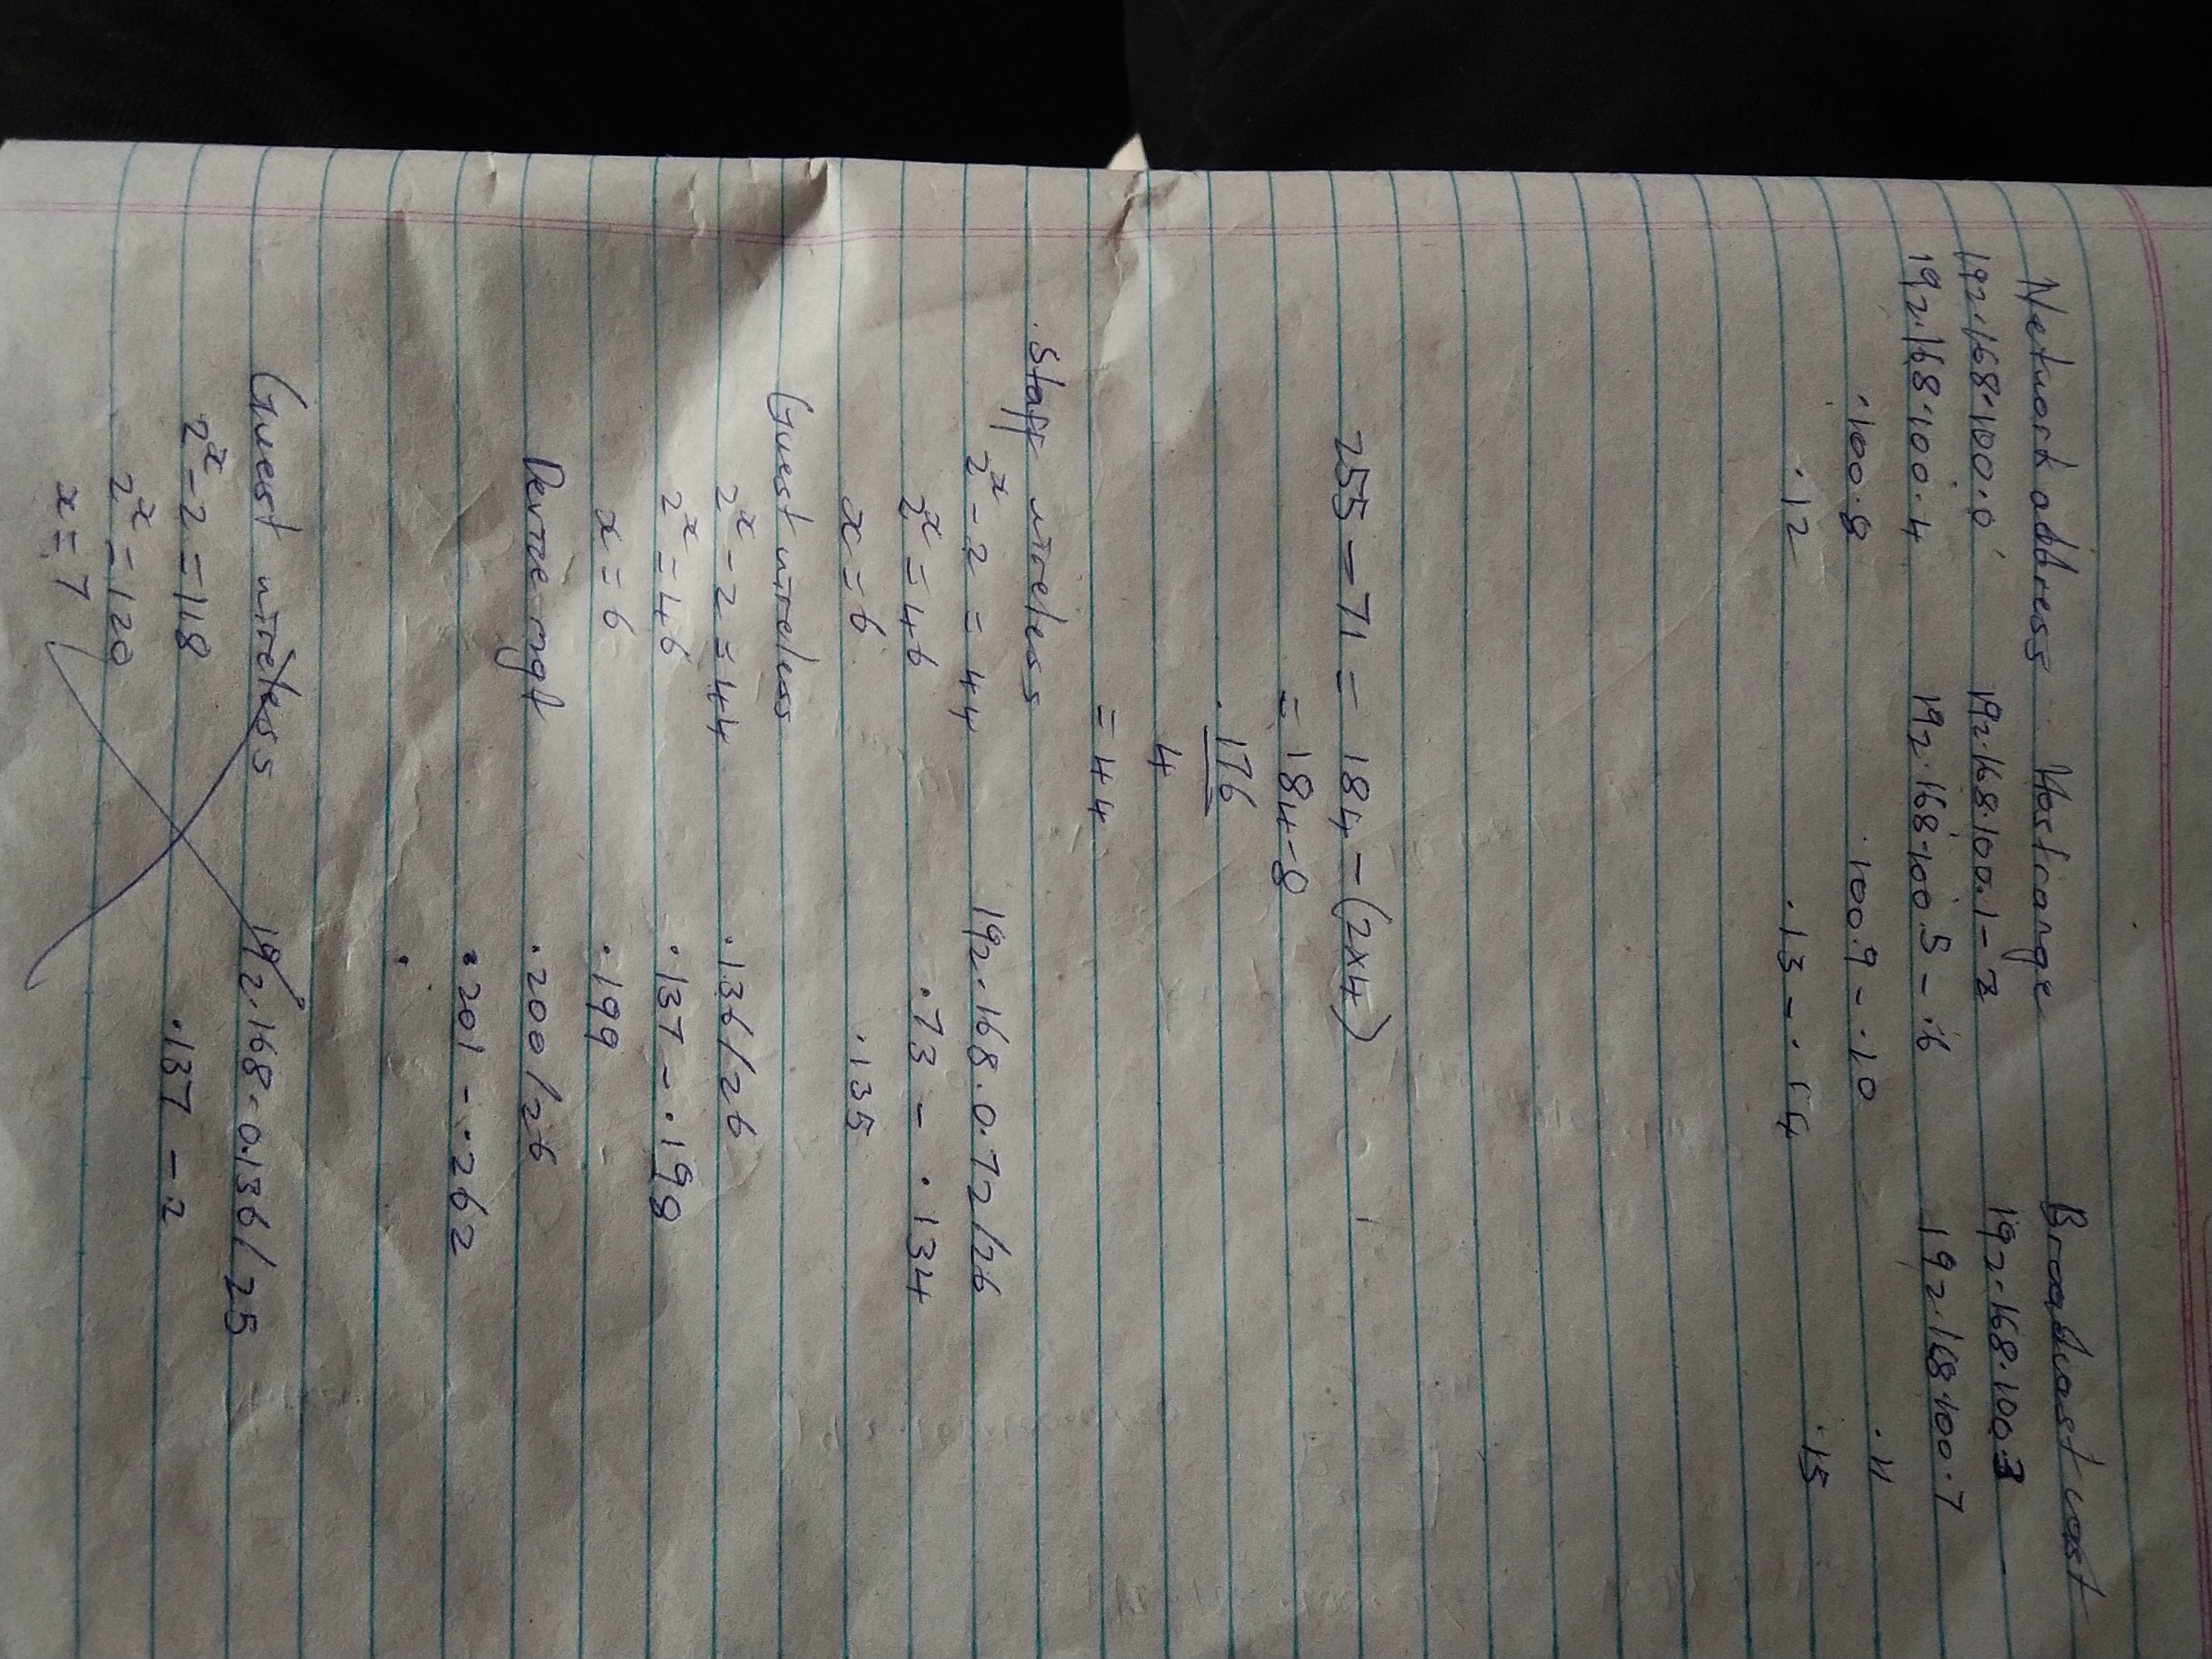 Network address Host range Broadcast cast
192.168.100.0 192.168.100.1-2 192.168.100.3
192.168.100.4 192.168.100.5-.6 192.168.100.7
.100.8 .100.9-.10 .11
.12 .13-.14 .15
255-71 = 184-(2x4)
= 184-8
.176
4
= 44
.Staff wireless
2^x-2 = 44 192.168.0.72/26
2^x = 46 .73 - .134
x = 6 .135
Guest wireless
2^x-2 = 44 .136/26
2^x = 46 .137-.198
x = 6 .199
.200/26
.201-.262
.
Guest wireless 192.168.0.136/25
2^x-2 = 118 .137-2
2^x = 120
x = 7